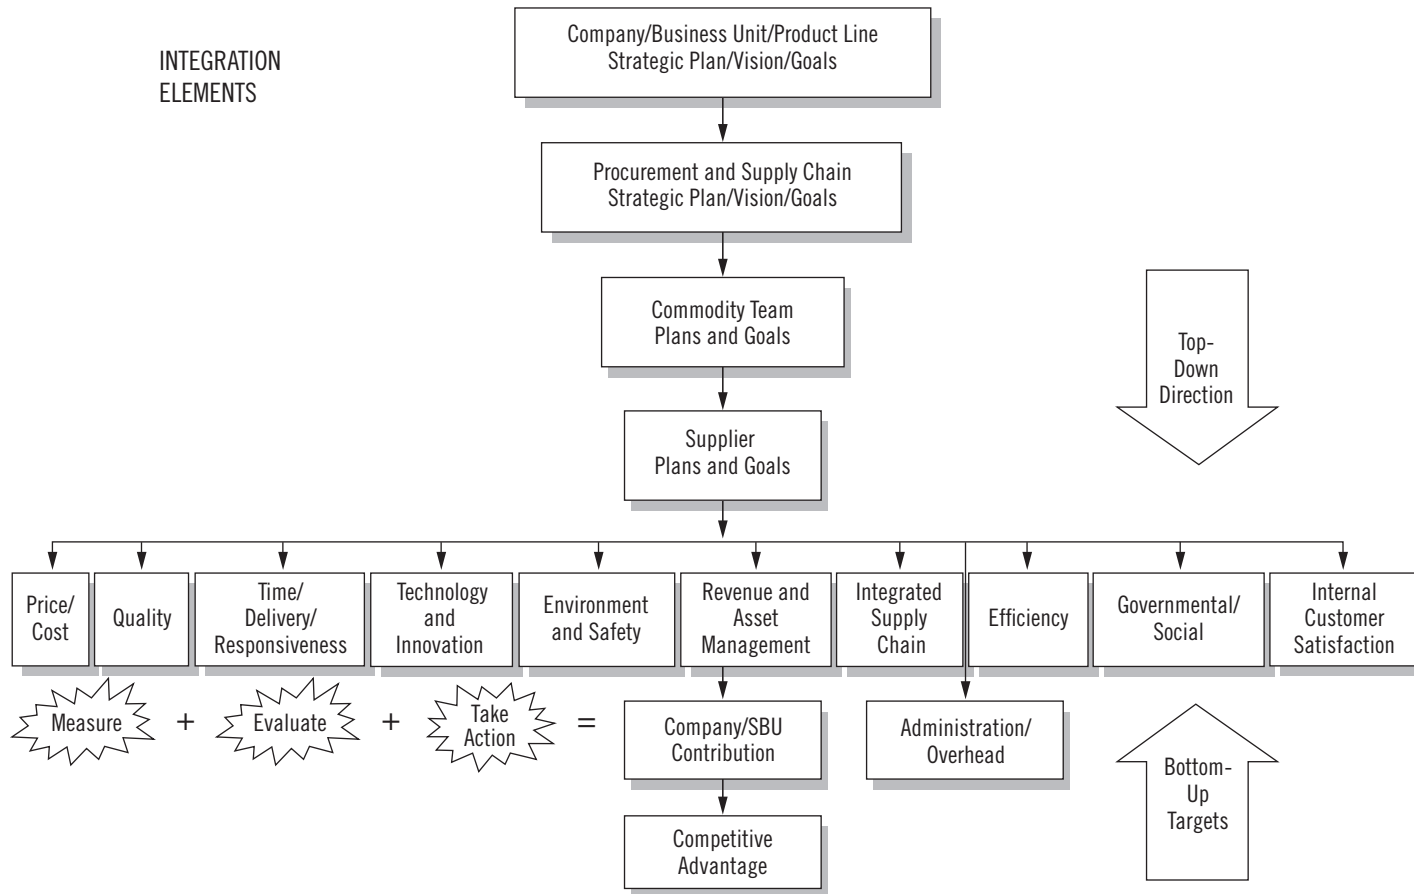 INTEGRATION
ELEMENTS
Company/Business Unit/Product Line
Strategic Plan/Vision/Goals
Procurement and Supply Chain
Strategic Plan/Vision/Goals
Commodity Team
Plans and Goals
Supplier
Plans and Goals
Top-
Down
Direction
Price/
Cost
Quality
Time/
Delivery/
Responsiveness
Technology
and
Innovation
Environment
and Safety
Revenue and
Asset
Management
Integrated
Supply
Chain
Efficiency
Governmental/
Social
Internal
Customer
Satisfaction
Measure
+
Evaluate
+
Take
Action
=
Company/SBU
Contribution
Administration/
Overhead
Bottom-
Up
Targets
Competitive
Advantage